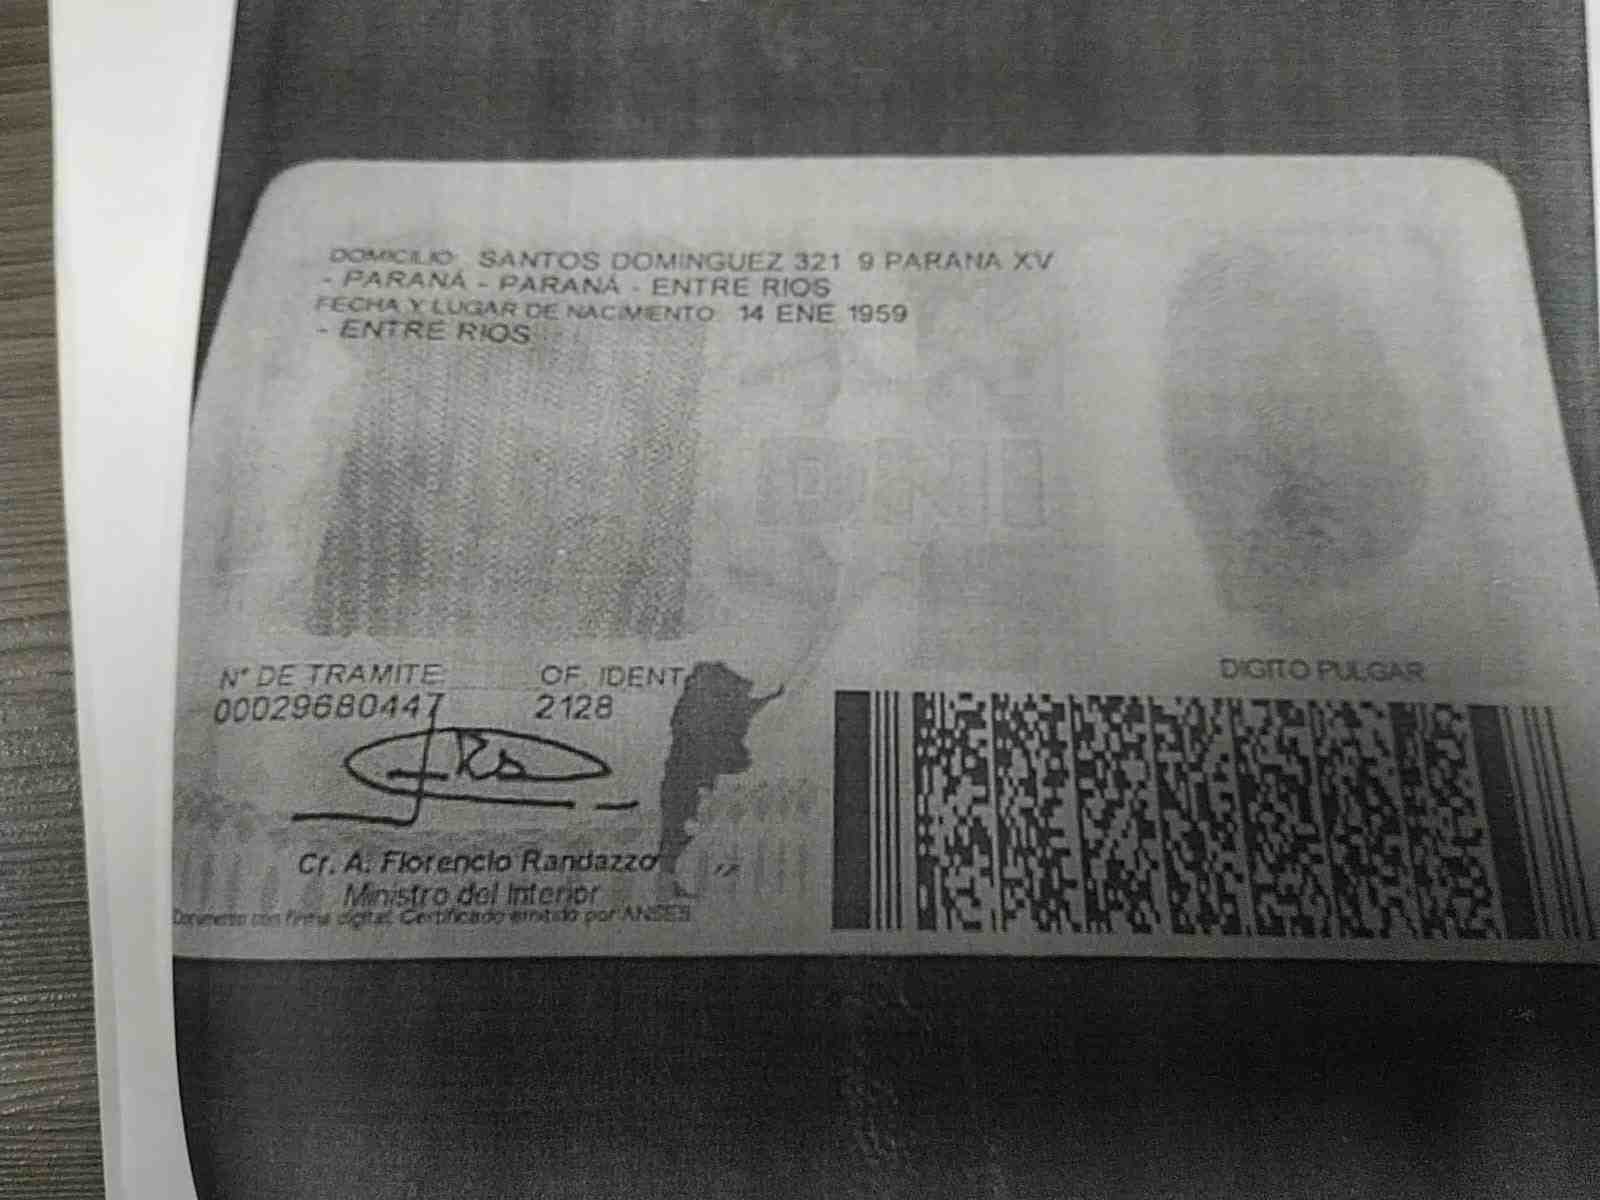 DOMICILIO: SANTOS DOMINGUEZ 321 9 PARANA XV
- PARANÁ - PARANÁ - ENTRE RIOS
FECHA Y LUGAR DE NACIMIENTO: 14 ENE 1959
- ENTRE RIOS
DNI
N° DE TRAMITE OF. IDENT
00029680447 2128
DIGITO PULGAR
Cr. A. Florencio Randazzo
Ministro del Interior
Documento con firma digital. Certificado emitido por ANSES